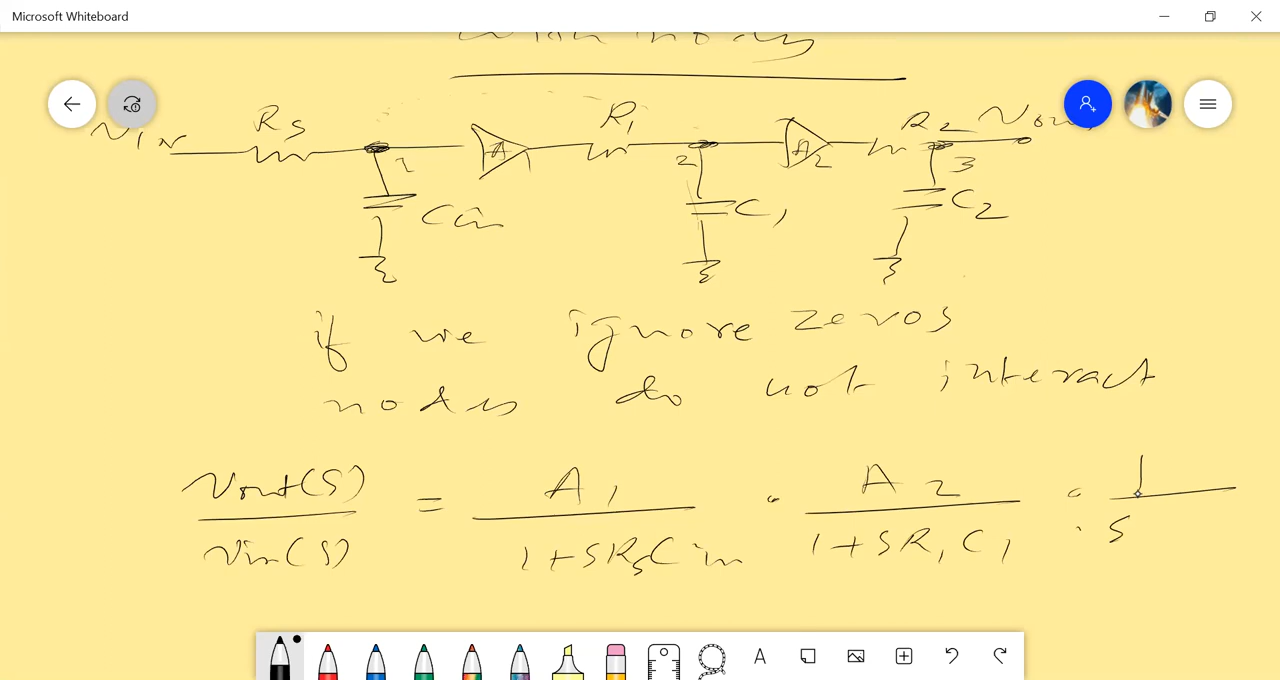 Microsoft Whiteboard
Vin Rs R1 R2 Vout
1 A1 2 A2 3
Cin C1 C2
if we ignore zeros
nodes do not interact
Vout(S) = A1 . A2 . 1
Vin(S) 1+SRsCin 1+SR1C1 S
A